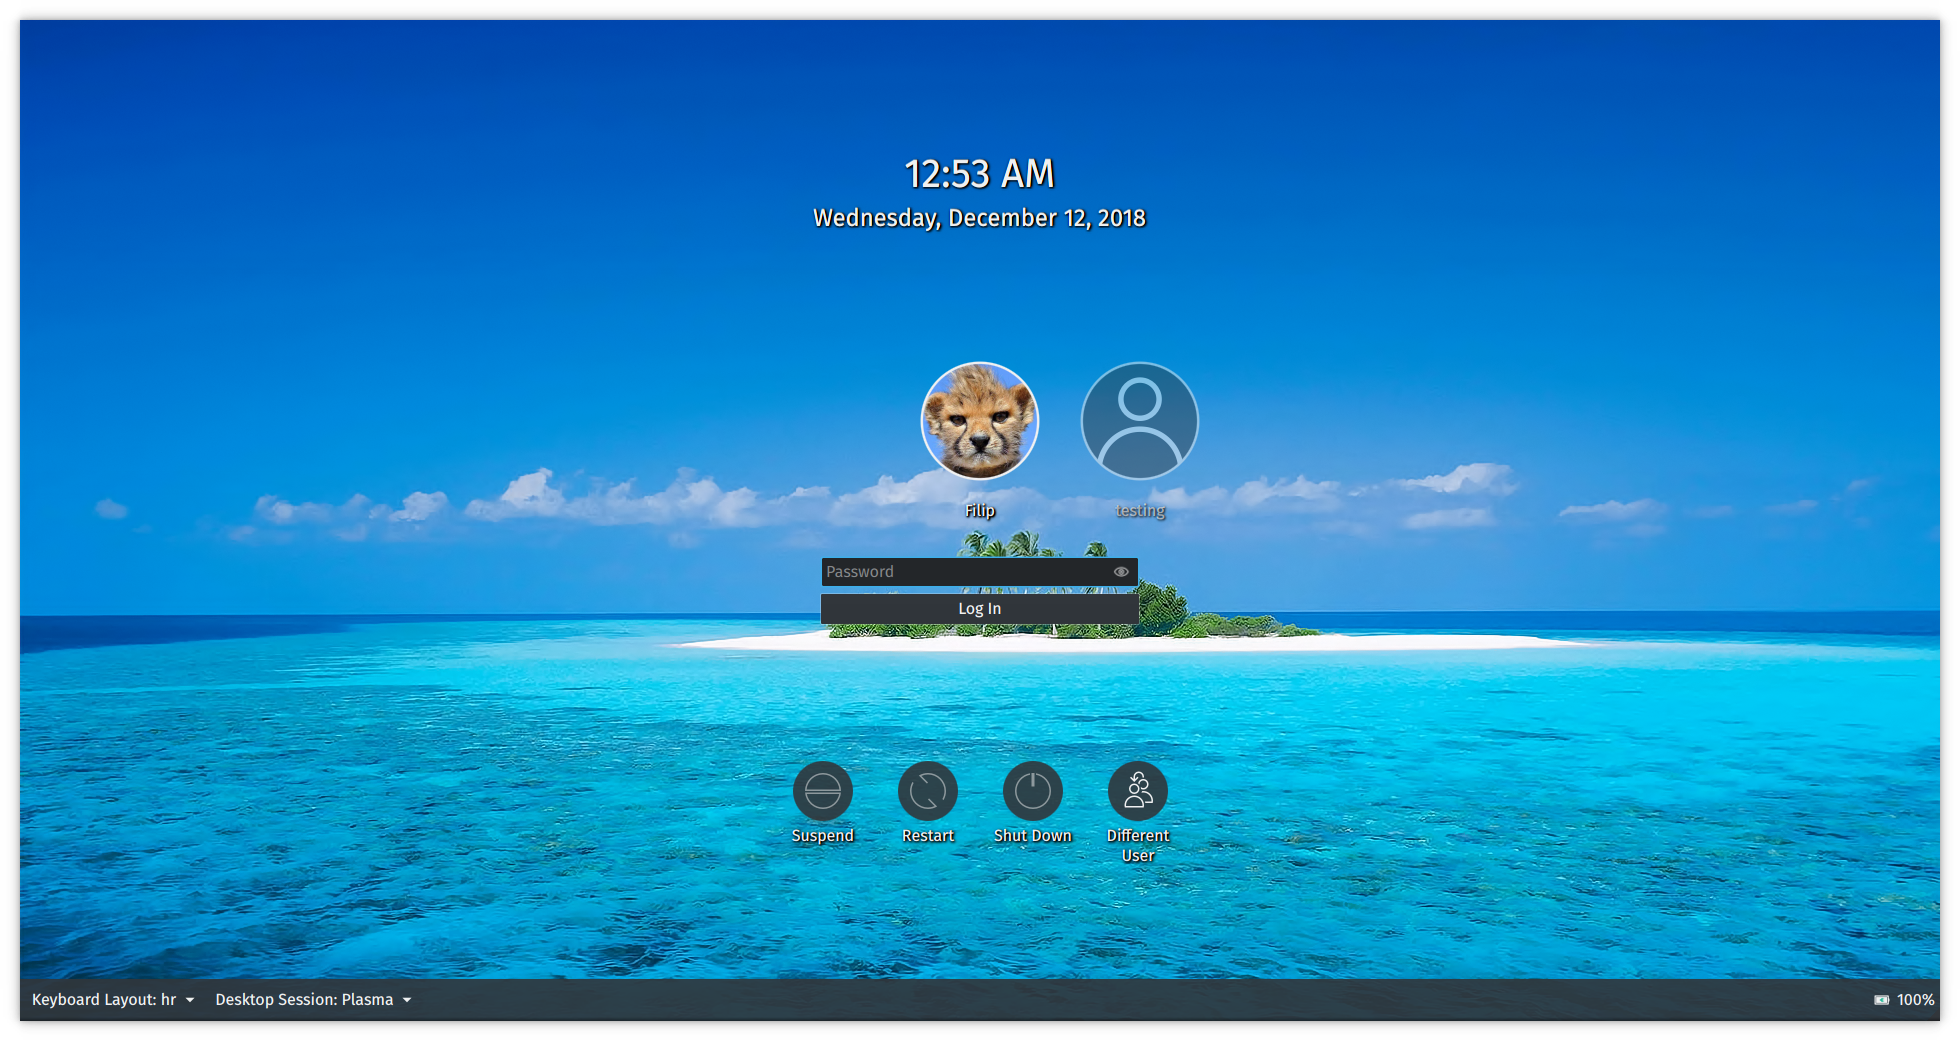 12:53 AM
Wednesday, December 12, 2018
Filip
testing
Password
Log In
Suspend
Restart
Shut Down
Different
User
Keyboard Layout: hr
Desktop Session: Plasma
100%